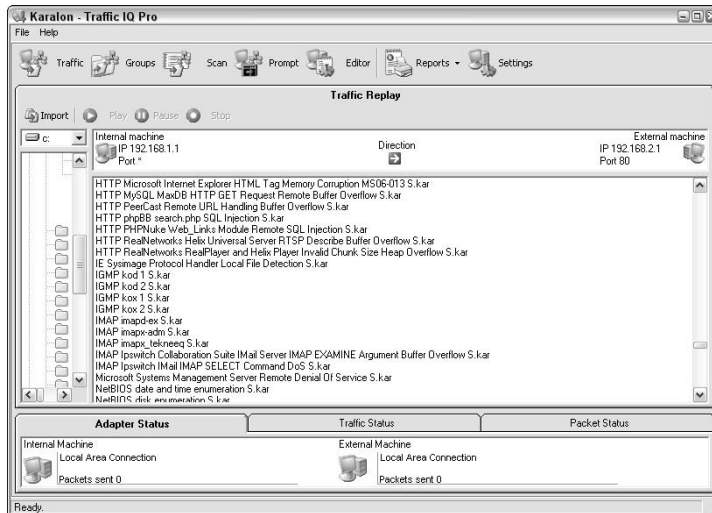 Karalon - Traffic IQ Pro
File Help
Traffic Groups Scan Prompt Editor Reports Settings
Traffic Replay
Import Play Pause Stop
c:
Internal machine
IP 192.168.1.1
Port *
Direction
External machine
IP 192.168.2.1
Port 80
HTTP Microsoft Internet Explorer HTML Tag Memory Corruption MS06-013 S.kar
HTTP MySQL MaxDB HTTP GET Request Remote Buffer Overflow S.kar
HTTP PeerCast Remote URL Handling Buffer Overflow S.kar
HTTP phpBB search.php SQL Injection S.kar
HTTP PHPNuke Web_Links Module Remote SQL Injection S.kar
HTTP RealNetworks Helix Universal Server RTSP Describe Buffer Overflow S.kar
HTTP RealNetworks RealPlayer and Helix Player Invalid Chunk Size Heap Overflow S.kar
IE Sysimage Protocol Handler Local File Detection S.kar
IGMP kod 1 S.kar
IGMP kod 2 S.kar
IGMP kox 1 S.kar
IGMP kox 2 S.kar
IMAP imapd-ex S.kar
IMAP imapx-adm S.kar
IMAP imapx_tekneeq S.kar
IMAP Ipswitch Collaboration Suite IMail Server IMAP EXAMINE Argument Buffer Overflow S.kar
IMAP Ipswitch IMail IMAP SELECT Command DoS S.kar
Microsoft Systems Management Server Remote Denial Of Service S.kar
NetBIOS date and time enumeration S.kar
NetBIOS disk enumeration S.kar
Adapter Status Traffic Status Packet Status
Internal Machine
Local Area Connection
Packets sent 0
External Machine
Local Area Connection
Packets sent 0
Ready.